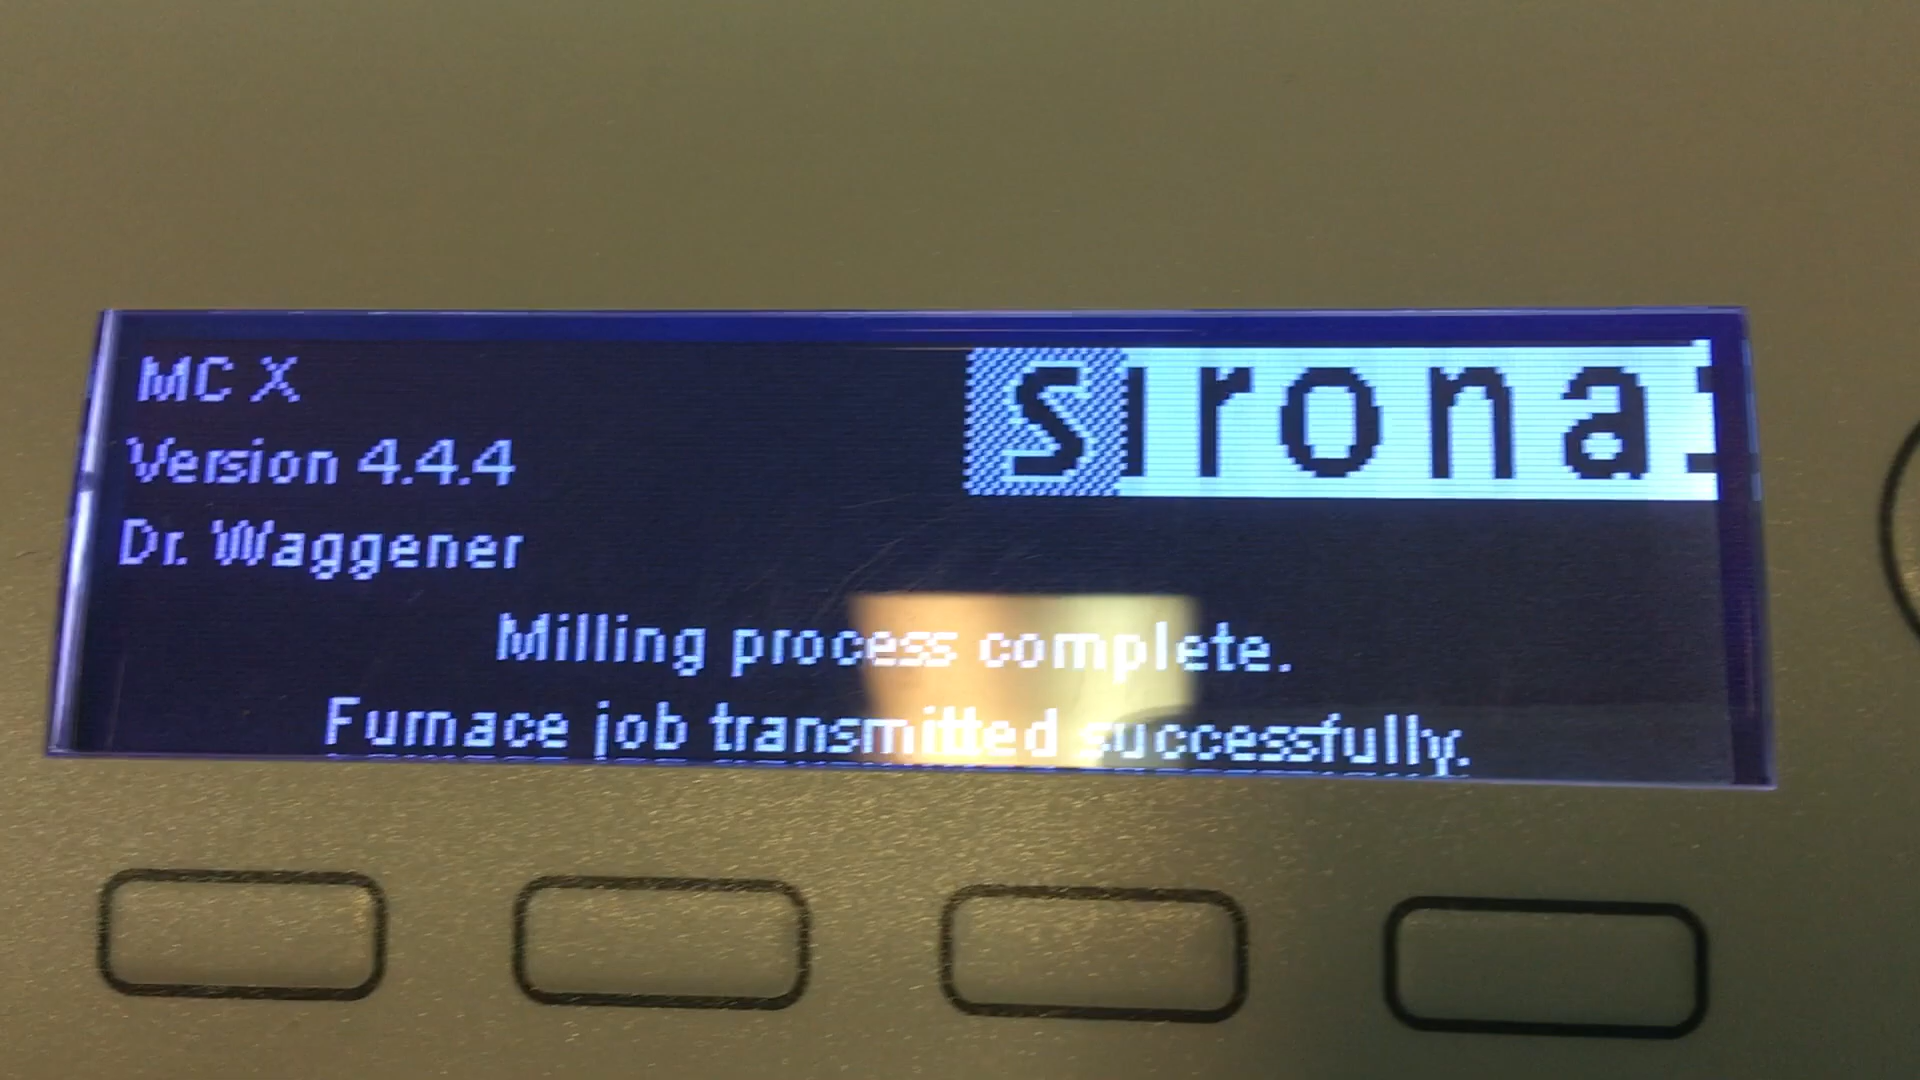 MC X
sirona
Version 4.4.4
Dr. Waggener
Milling process complete.
Furnace job transmitted successfully.